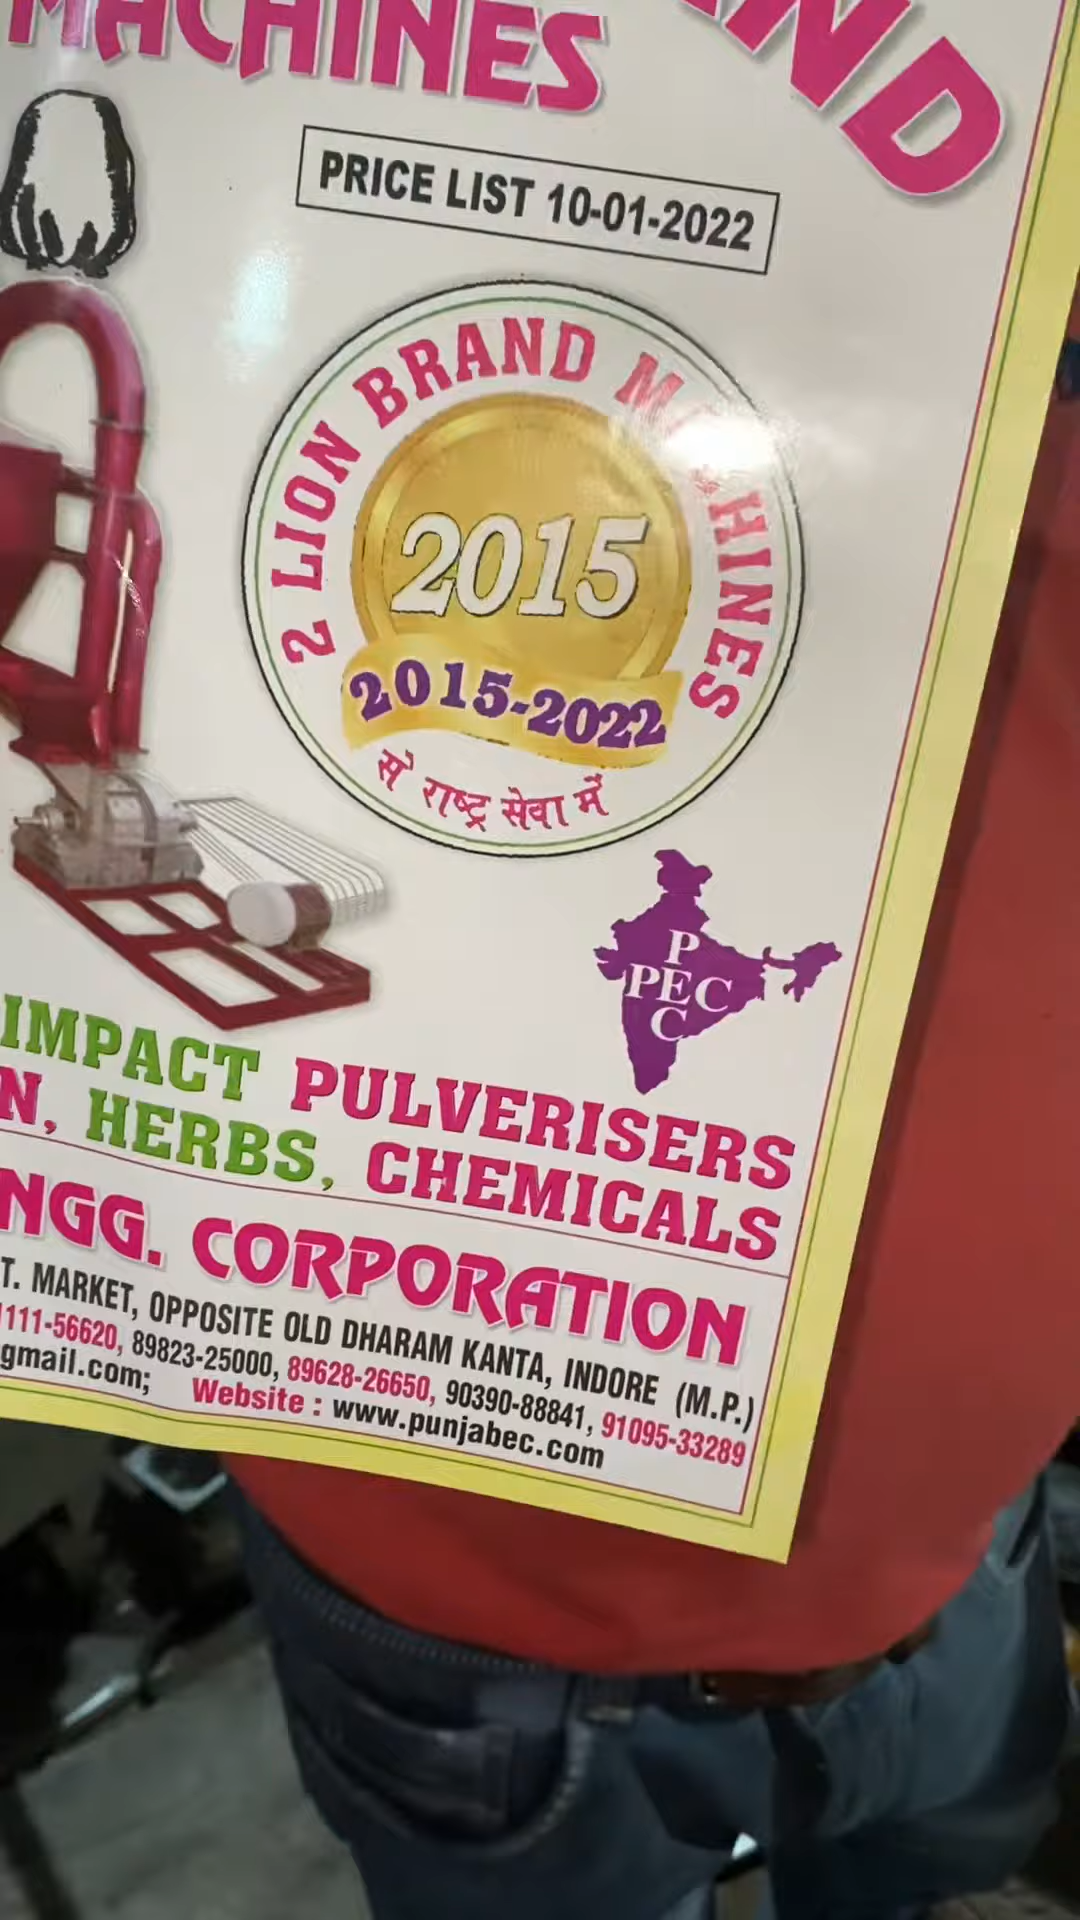 MACHINES
AND
PRICE LIST 10-01-2022
2 LION BRAND MACHINES
2015
2015-2022
से राष्ट्र सेवा में
P
PEC
C
IMPACT PULVERISERS
N, HERBS, CHEMICALS
NGG. CORPORATION
T. MARKET, OPPOSITE OLD DHARAM KANTA, INDORE (M.P.)
1111-56620, 89823-25000, 89628-26650, 90390-88841, 91095-33289
gmail.com; Website : www.punjabec.com